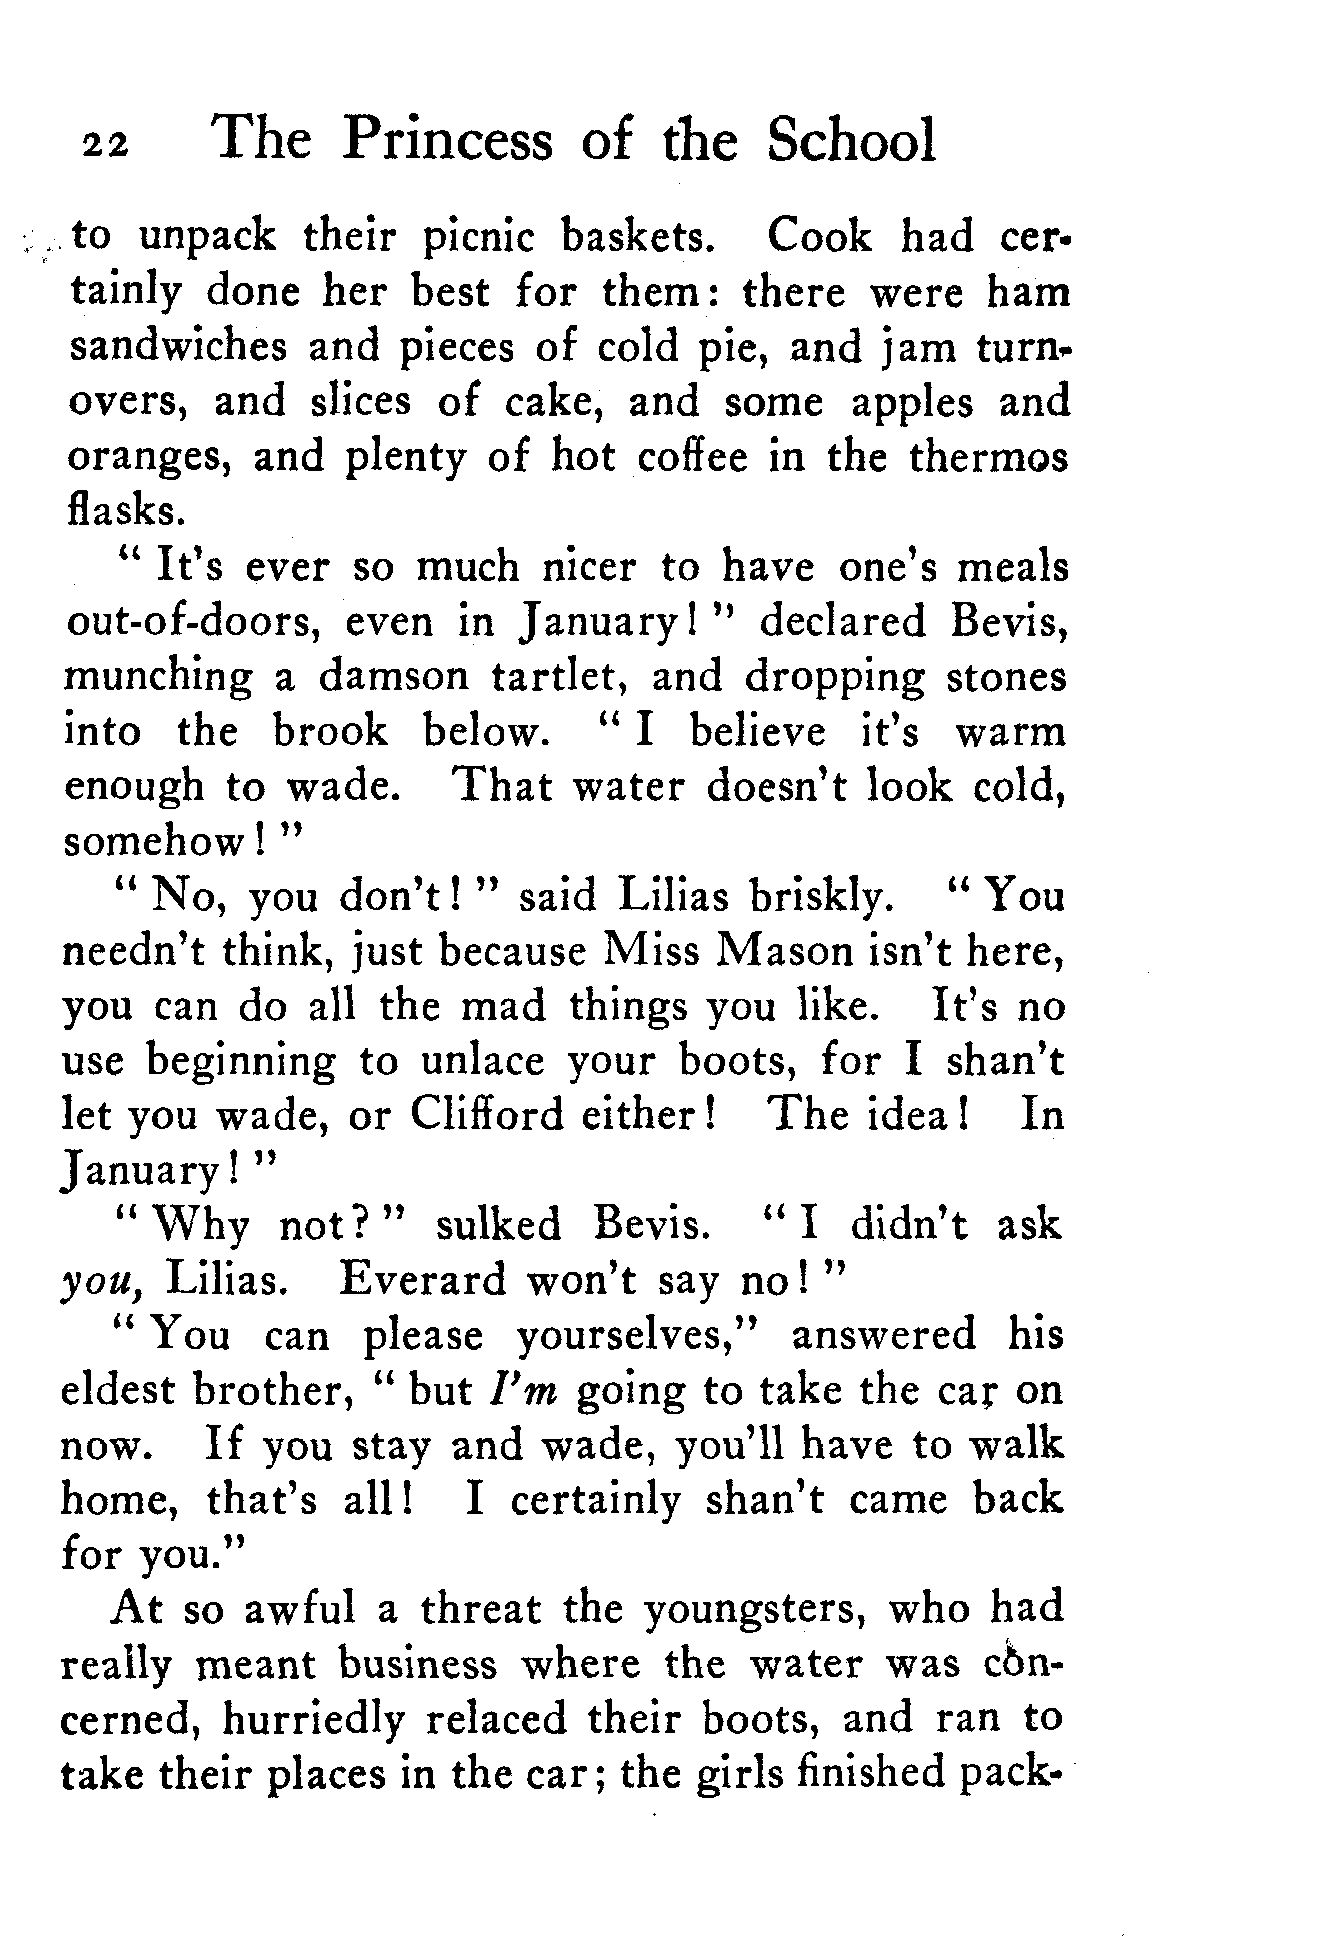 22 The Princess of the School
to unpack their picnic baskets. Cook had cer-
tainly done her best for them: there were ham
sandwiches and pieces of cold pie, and jam turn-
overs, and slices of cake, and some apples and
oranges, and plenty of hot coffee in the thermos
flasks.
“ It’s ever so much nicer to have one’s meals
out-of-doors, even in January! ” declared Bevis,
munching a damson tartlet, and dropping stones
into the brook below. “ I believe it’s warm
enough to wade. That water doesn’t look cold,
somehow! ”
“ No, you don’t! ” said Lilias briskly. “ You
needn’t think, just because Miss Mason isn’t here,
you can do all the mad things you like. It’s no
use beginning to unlace your boots, for I shan’t
let you wade, or Clifford either! The idea! In
January! ”
“ Why not? ” sulked Bevis. “ I didn’t ask
you, Lilias. Everard won’t say no! ”
“ You can please yourselves,” answered his
eldest brother, “ but I’m going to take the car on
now. If you stay and wade, you’ll have to walk
home, that’s all! I certainly shan’t came back
for you.”
At so awful a threat the youngsters, who had
really meant business where the water was con-
cerned, hurriedly relaced their boots, and ran to
take their places in the car; the girls finished pack-